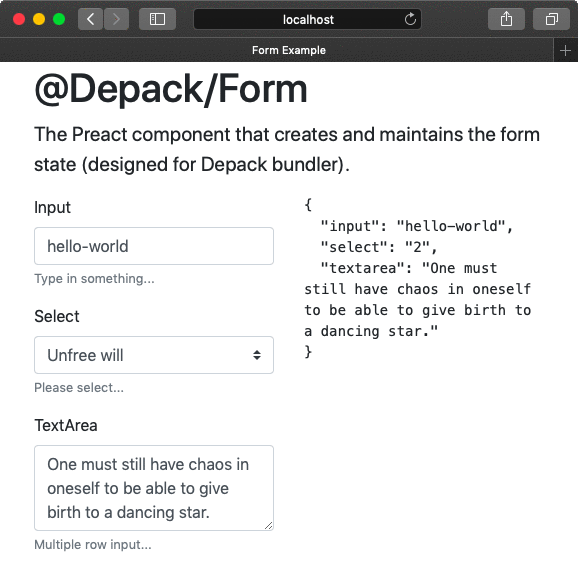 localhost
Form Example
@Depack/Form
The Preact component that creates and maintains the form
state (designed for Depack bundler).
Input
hello-world
Type in something...
Select
Unfree will
Please select...
TextArea
One must still have chaos in
oneself to be able to give
birth to a dancing star.
Multiple row input...
{
"input": "hello-world",
"select": "2",
"textarea": "One must
still have chaos in oneself
to be able to give birth to
a dancing star."
}